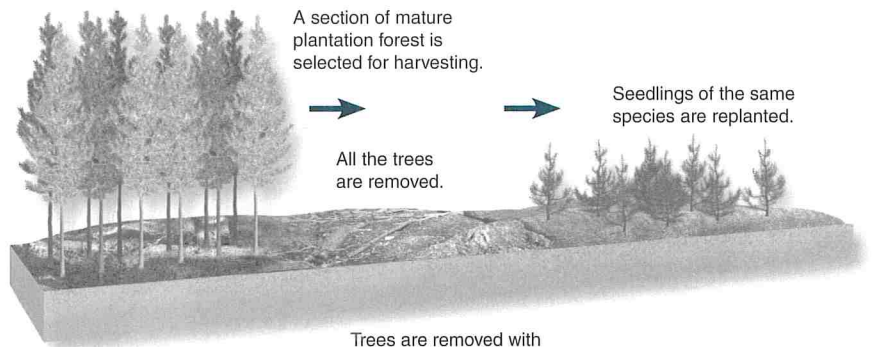 A section of mature
plantation forest is
selected for harvesting.
All the trees
are removed.
Seedlings of the same
species are replanted.
Trees are removed with